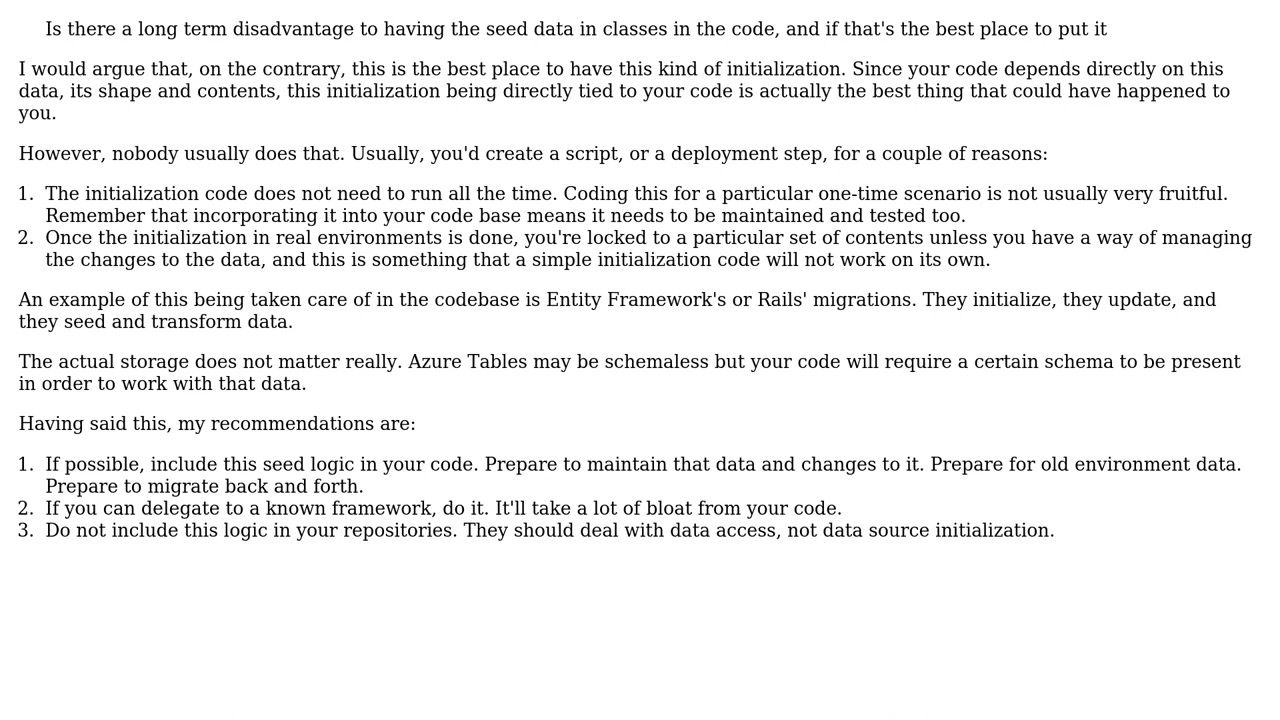 Is there a long term disadvantage to having the seed data in classes in the code, and if that's the best place to put it
I would argue that, on the contrary, this is the best place to have this kind of initialization. Since your code depends directly on this
data, its shape and contents, this initialization being directly tied to your code is actually the best thing that could have happened to
you.
However, nobody usually does that. Usually, you'd create a script, or a deployment step, for a couple of reasons:
1. The initialization code does not need to run all the time. Coding this for a particular one-time scenario is not usually very fruitful.
Remember that incorporating it into your code base means it needs to be maintained and tested too.
2. Once the initialization in real environments is done, you're locked to a particular set of contents unless you have a way of managing
the changes to the data, and this is something that a simple initialization code will not work on its own.
An example of this being taken care of in the codebase is Entity Framework's or Rails' migrations. They initialize, they update, and
they seed and transform data.
The actual storage does not matter really. Azure Tables may be schemaless but your code will require a certain schema to be present
in order to work with that data.
Having said this, my recommendations are:
1. If possible, include this seed logic in your code. Prepare to maintain that data and changes to it. Prepare for old environment data.
Prepare to migrate back and forth.
2. If you can delegate to a known framework, do it. It'll take a lot of bloat from your code.
3. Do not include this logic in your repositories. They should deal with data access, not data source initialization.